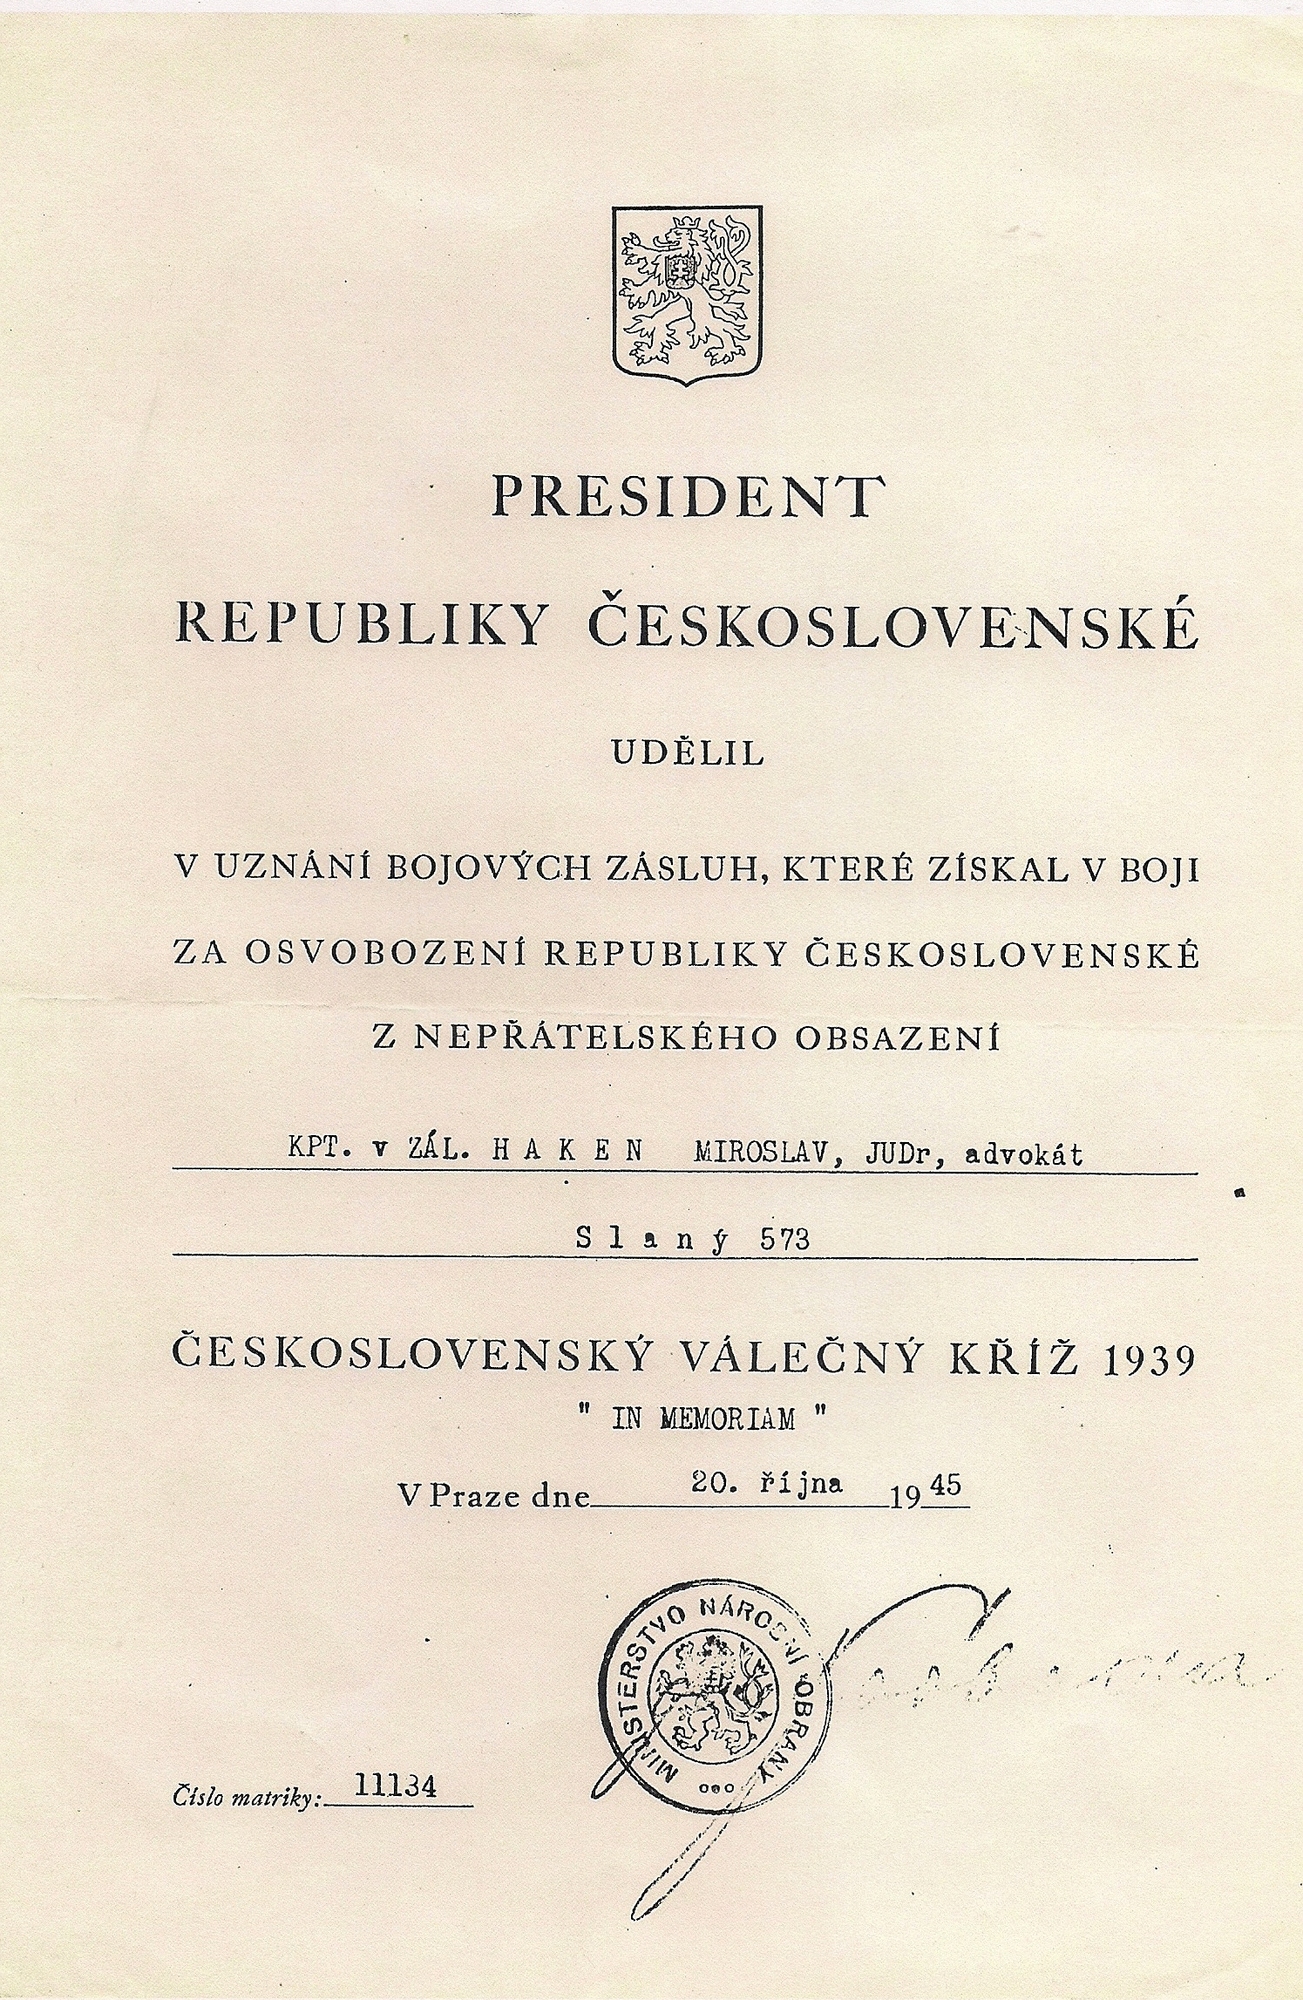 PRESIDENT
REPUBLIKY ČESKOSLOVENSKÉ
UDĚLIL
V UZNÁNÍ BOJOVÝCH ZÁSLUH, KTERÉ ZÍSKAL V BOJI
ZA OSVOBOZENÍ REPUBLIKY ČESKOSLOVENSKÉ
Z NEPŘÁTELSKÉHO OBSAZENÍ
KPT. v ZÁL. H A K E N MIROSLAV, JUDr, advokát
S l a n ý 573
ČESKOSLOVENSKÝ VÁLEČNÝ KŘÍŽ 1939
" IN MEMORIAM "
V Praze dne 20. října 1945
MINISTERSTVO NÁRODNÍ OBRANY
Číslo matriky: 11134